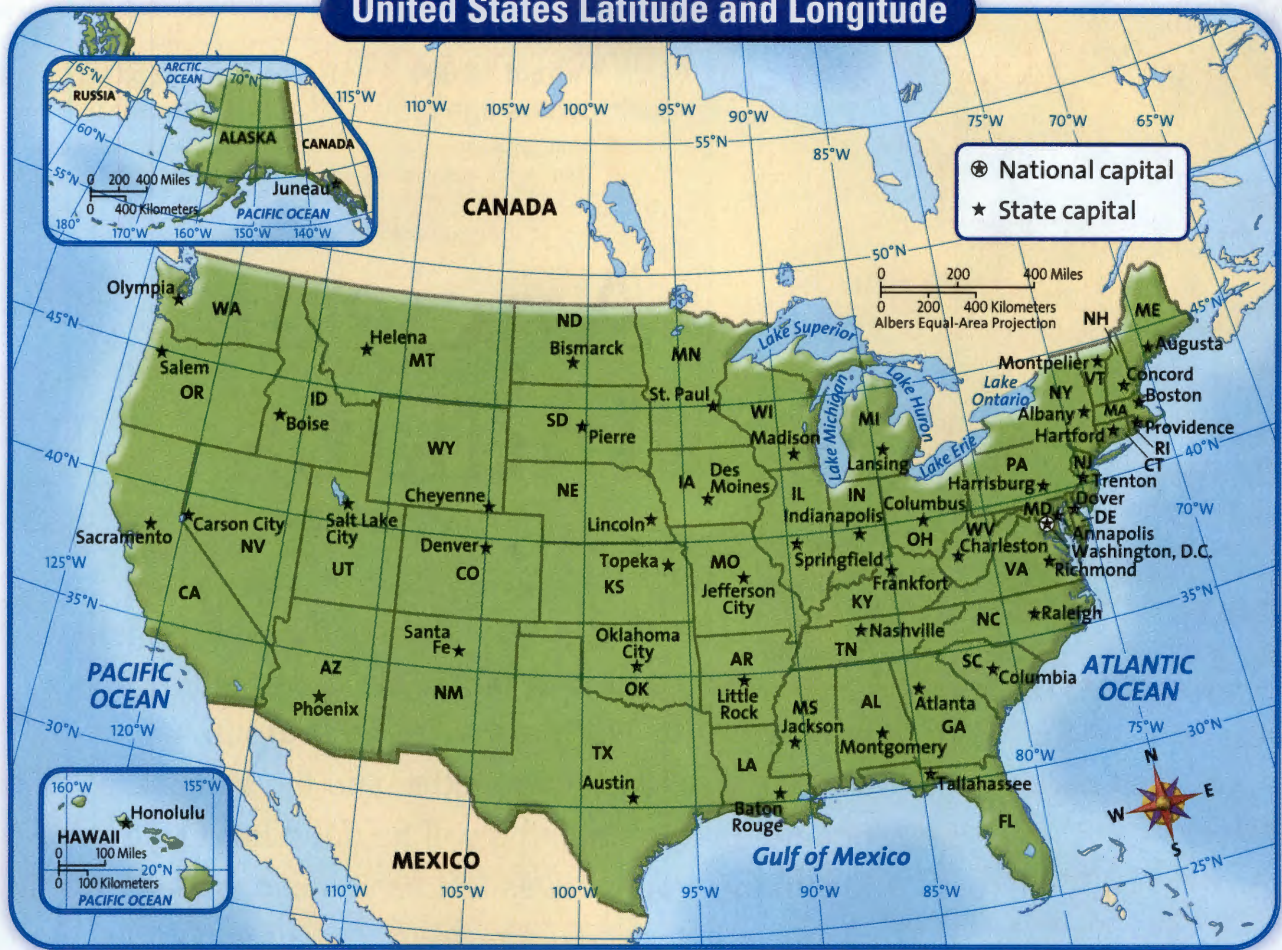 United States Latitude and Longitude
65°N
ARCTIC
OCEAN
70°N
RUSSIA
60°N
ALASKA
CANADA
55°N
0 200 400 Miles
0 400 Kilometers
Juneau
PACIFIC OCEAN
180°
170°W
160°W
150°W
140°W
115°W
110°W
100°W
95°W
90°W
55°N
85°W
75°W
70°W
65°W
National capital
State capital
CANADA
50°N
0 200 400 Miles
0 200 400 Kilometers
Albers Equal-Area Projection
Olympia
WA
45°N
Salem
OR
Helena
MT
ID
Boise
ND
Bismarck
MN
St. Paul
SD
Pierre
WY
Lake Superior
WI
Madison
Lake Michigan
MI
Lake Huron
Lansing
Lake Erie
Lake
Ontario
NH
ME
45°N
Augusta
Montpelier
VT
Concord
NY
Boston
Albany
MA
Hartford
Providence
RI
CT
40°N
40°N
Sacramento
Carson City
NV
Salt Lake
City
UT
Cheyenne
Denver
CO
NE
Lincoln
IA
Des
Moines
Topeka
KS
MO
Jefferson
City
IL
IN
Indianapolis
Springfield
Columbus
OH
Frankfort
KY
WV
Charleston
PA
Harrisburg
NJ
Trenton
Dover
MD
DE
Annapolis
Washington, D.C.
VA
Richmond
70°W
125°W
CA
35°N
35°N
PACIFIC
OCEAN
AZ
Phoenix
Santa
Fe
NM
Oklahoma
City
OK
AR
Little
Rock
TN
Nashville
NC
Raleigh
SC
Columbia
ATLANTIC
OCEAN
30°N
120°W
TX
Austin
LA
Baton
Rouge
MS
Jackson
AL
Montgomery
Atlanta
GA
Tallahassee
FL
80°W
75°W
30°N
N
E
W
S
25°N
160°W
155°W
Honolulu
HAWAII
0 100 Miles
20°N
0 100 Kilometers
PACIFIC OCEAN
MEXICO
Gulf of Mexico
110°W
105°W
100°W
95°W
90°W
85°W